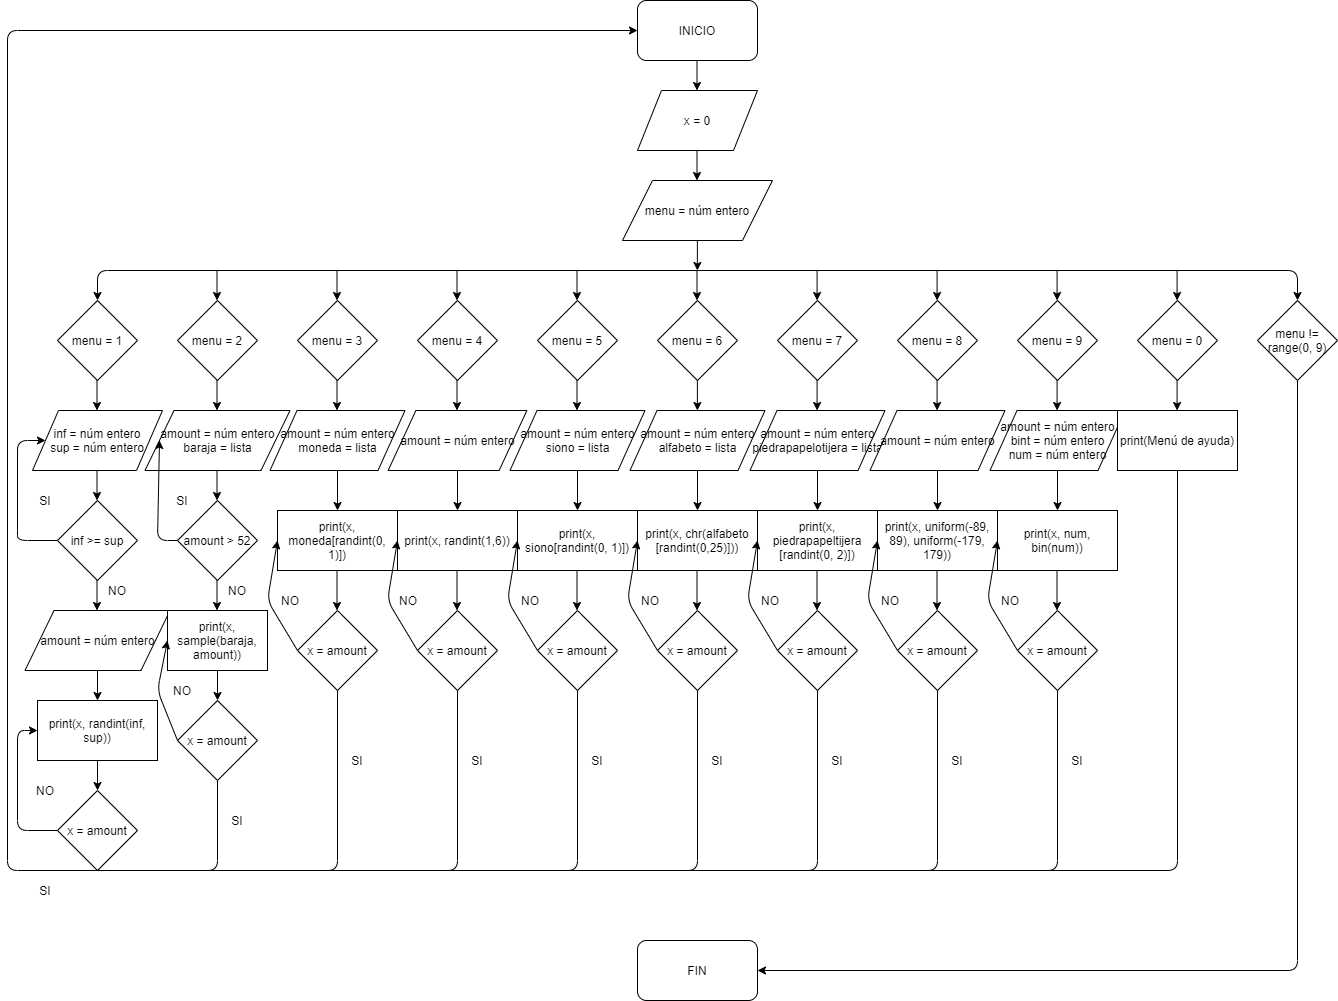 INICIO
x = 0
menu = núm entero
menu = 1
menu = 2
menu = 3
menu = 4
menu = 5
menu = 6
menu = 7
menu = 8
menu = 9
menu = 0
menu !=
range(0, 9)
inf = núm entero
sup = núm entero
amount = núm entero
baraja = lista
amount = núm entero
moneda = lista
amount = núm entero
amount = núm entero
siono = lista
amount = núm entero
alfabeto = lista
amount = núm entero
piedrapapelotijera = lista
amount = núm entero
amount = núm entero
bint = núm entero
num = núm entero
print(Menú de ayuda)
SI
SI
inf >= sup
amount > 52
print(x,
moneda[randint(0,
1)])
print(x, randint(1,6))
print(x,
siono[randint(0, 1)])
print(x, chr(alfabeto
[randint(0,25)]))
print(x,
piedrapapeltijera
[randint(0, 2)])
print(x, uniform(-89,
89), uniform(-179,
179))
print(x, num,
bin(num))
NO
NO
NO
NO
NO
NO
NO
NO
NO
amount = núm entero
print(x,
sample(baraja,
amount))
x = amount
x = amount
x = amount
x = amount
x = amount
x = amount
x = amount
NO
print(x, randint(inf,
sup))
x = amount
SI
SI
SI
SI
SI
SI
SI
NO
x = amount
SI
SI
FIN